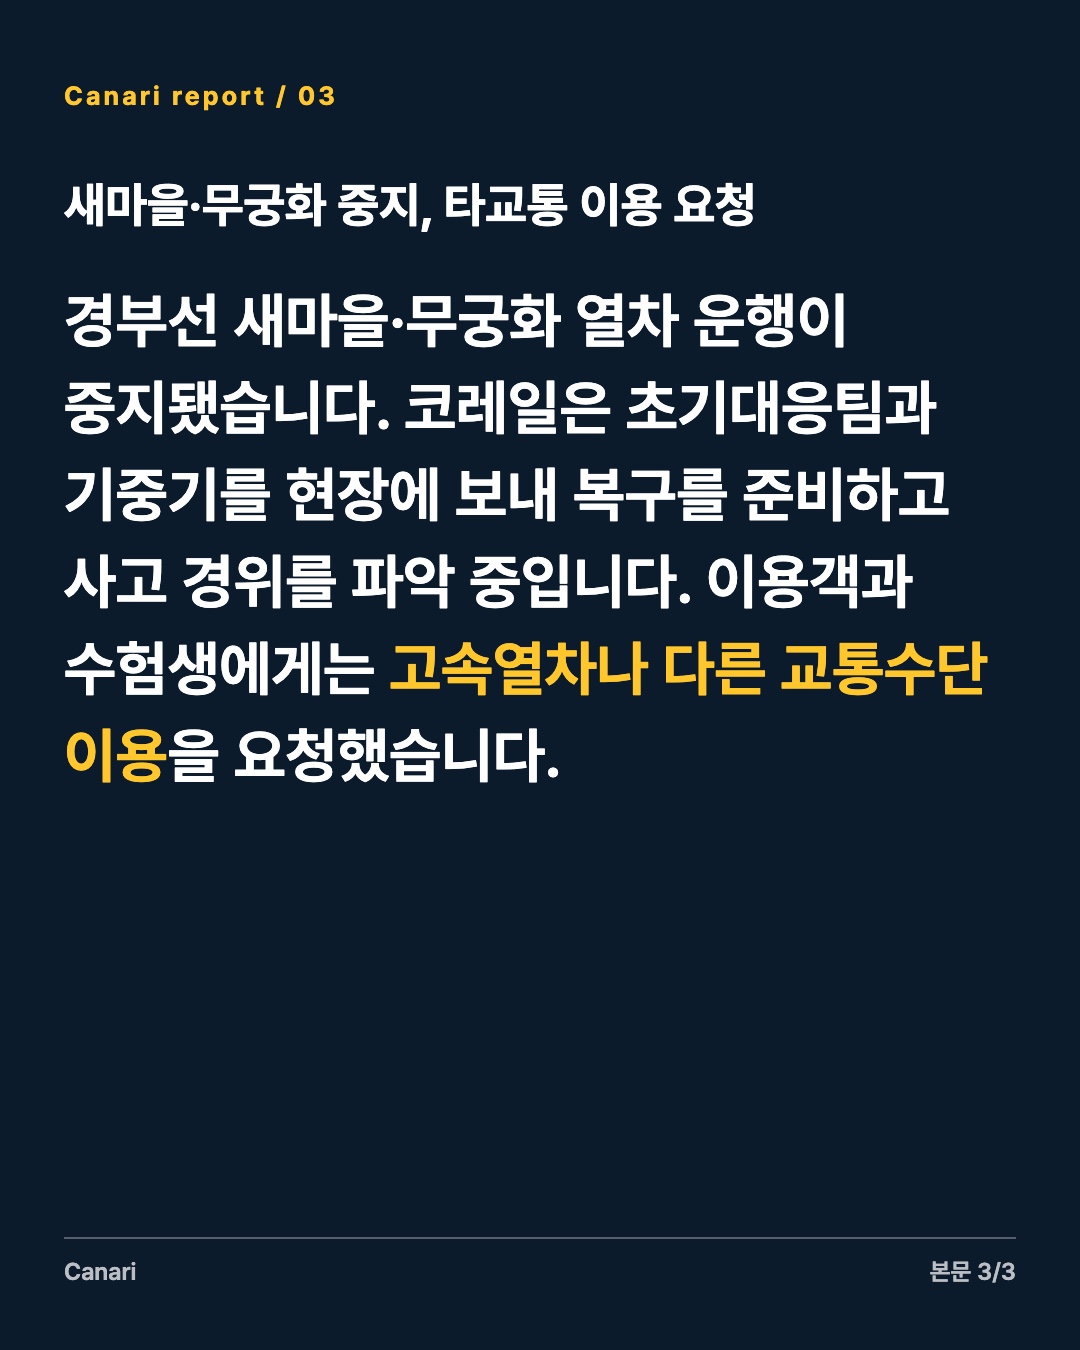 Canari report / 03
새마을·무궁화 중지, 타교통 이용 요청
경부선 새마을·무궁화 열차 운행이
중지됐습니다. 코레일은 초기대응팀과
기중기를 현장에 보내 복구를 준비하고
사고 경위를 파악 중입니다. 이용객과
수험생에게는 고속열차나 다른 교통수단
이용을 요청했습니다.
Canari
본문 3/3